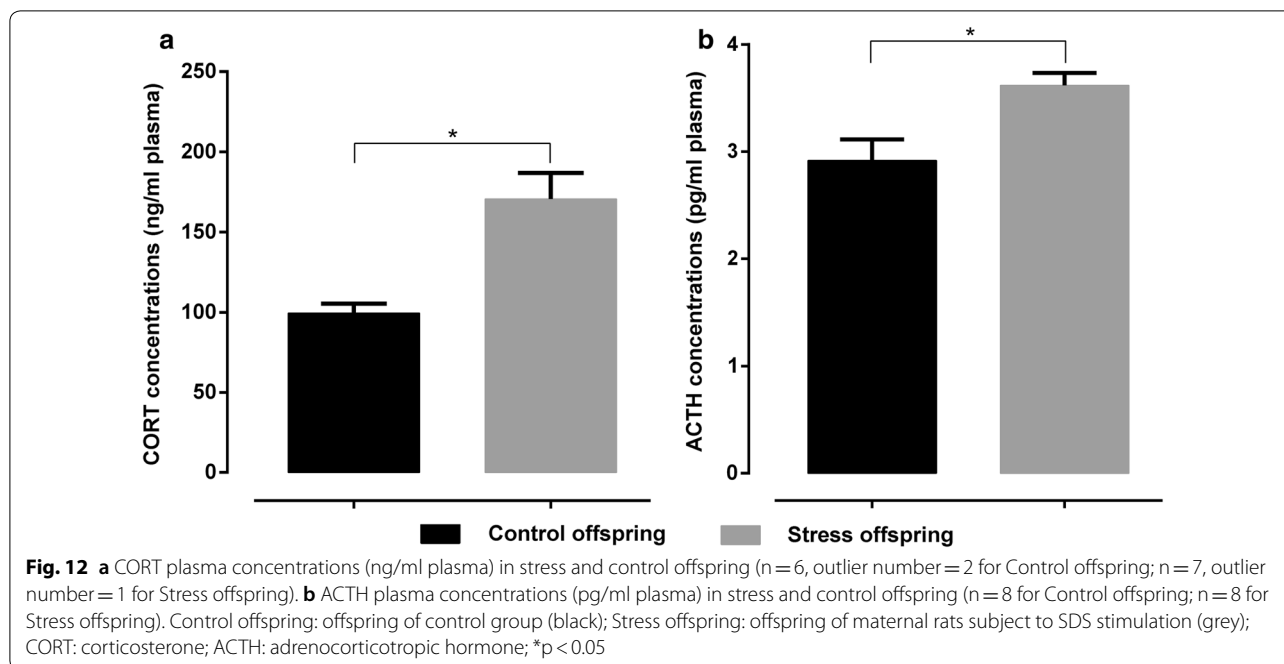 a
CORT concentrations (ng/ml plasma)
250
200
150
100
50
0
*
b
ACTH concentrations (pg/ml plasma)
4
3
2
1
0
*
Control offspring Stress offspring
Fig. 12 a CORT plasma concentrations (ng/ml plasma) in stress and control offspring (n = 6, outlier number = 2 for Control offspring; n = 7, outlier
number = 1 for Stress offspring). b ACTH plasma concentrations (pg/ml plasma) in stress and control offspring (n = 8 for Control offspring; n = 8 for
Stress offspring). Control offspring: offspring of control group (black); Stress offspring: offspring of maternal rats subject to SDS stimulation (grey);
CORT: corticosterone; ACTH: adrenocorticotropic hormone; *p < 0.05